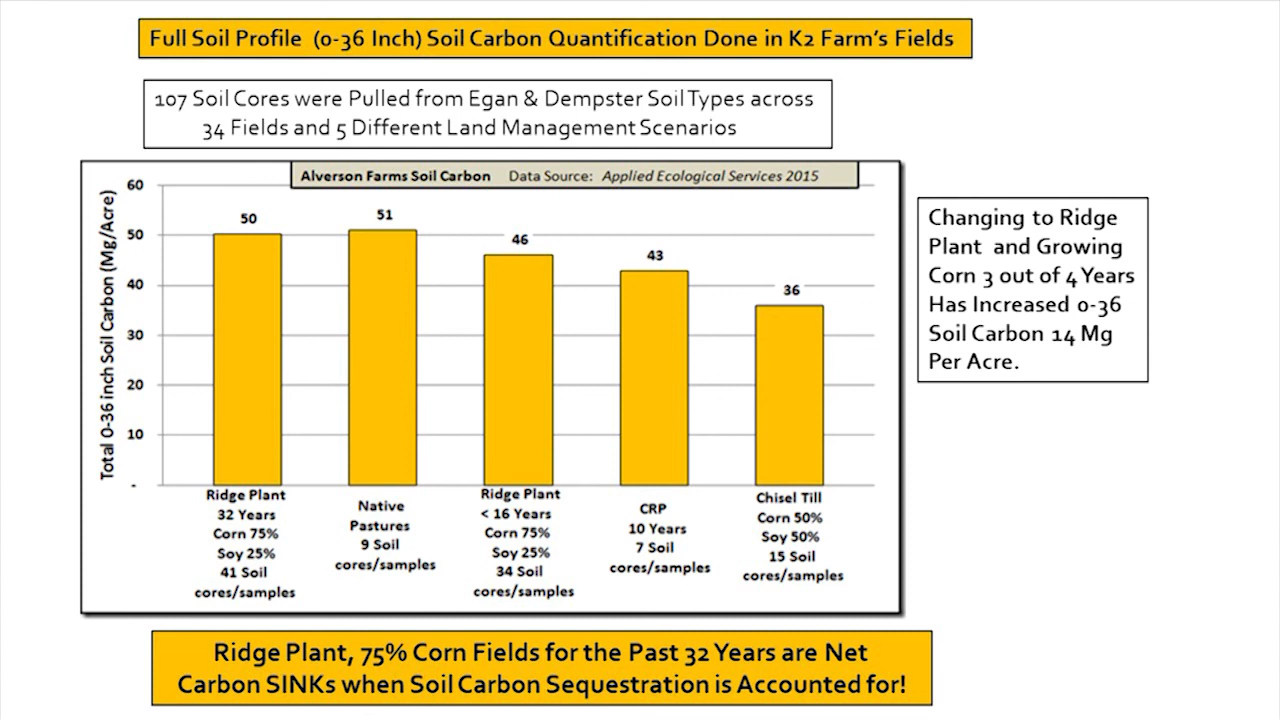 Full Soil Profile (0-36 Inch) Soil Carbon Quantification Done in K2 Farm's Fields
107 Soil Cores were Pulled from Egan & Dempster Soil Types across
34 Fields and 5 Different Land Management Scenarios
Alverson Farms Soil Carbon Data Source: Applied Ecological Services 2015
Total 0-36 inch Soil Carbon (Mg/Acre)
60
50
40
30
20
10
-
50
51
46
43
36
Ridge Plant
32 Years
Corn 75%
Soy 25%
41 Soil
cores/samples
Native
Pastures
9 Soil
cores/samples
Ridge Plant
< 16 Years
Corn 75%
Soy 25%
34 Soil
cores/samples
CRP
10 Years
7 Soil
cores/samples
Chisel Till
Corn 50%
Soy 50%
15 Soil
cores/samples
Changing to Ridge
Plant and Growing
Corn 3 out of 4 Years
Has Increased 0-36
Soil Carbon 14 Mg
Per Acre.
Ridge Plant, 75% Corn Fields for the Past 32 Years are Net
Carbon SINKs when Soil Carbon Sequestration is Accounted for!